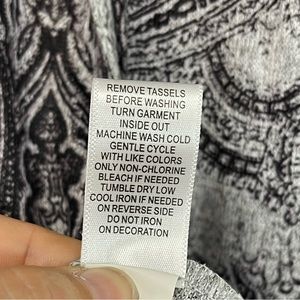 REMOVE TASSELS
BEFORE WASHING
TURN GARMENT
INSIDE OUT
MACHINE WASH COLD
GENTLE CYCLE
WITH LIKE COLORS
ONLY NON-CHLORINE
BLEACH IF NEEDED
TUMBLE DRY LOW
COOL IRON IF NEEDED
ON REVERSE SIDE
DO NOT IRON
ON DECORATION